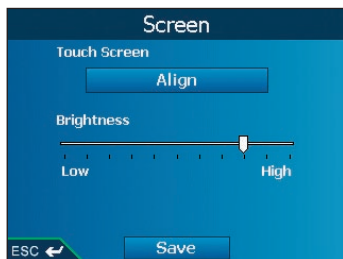 Screen
Touch Screen
Align
Brightness
Low High
ESC Save